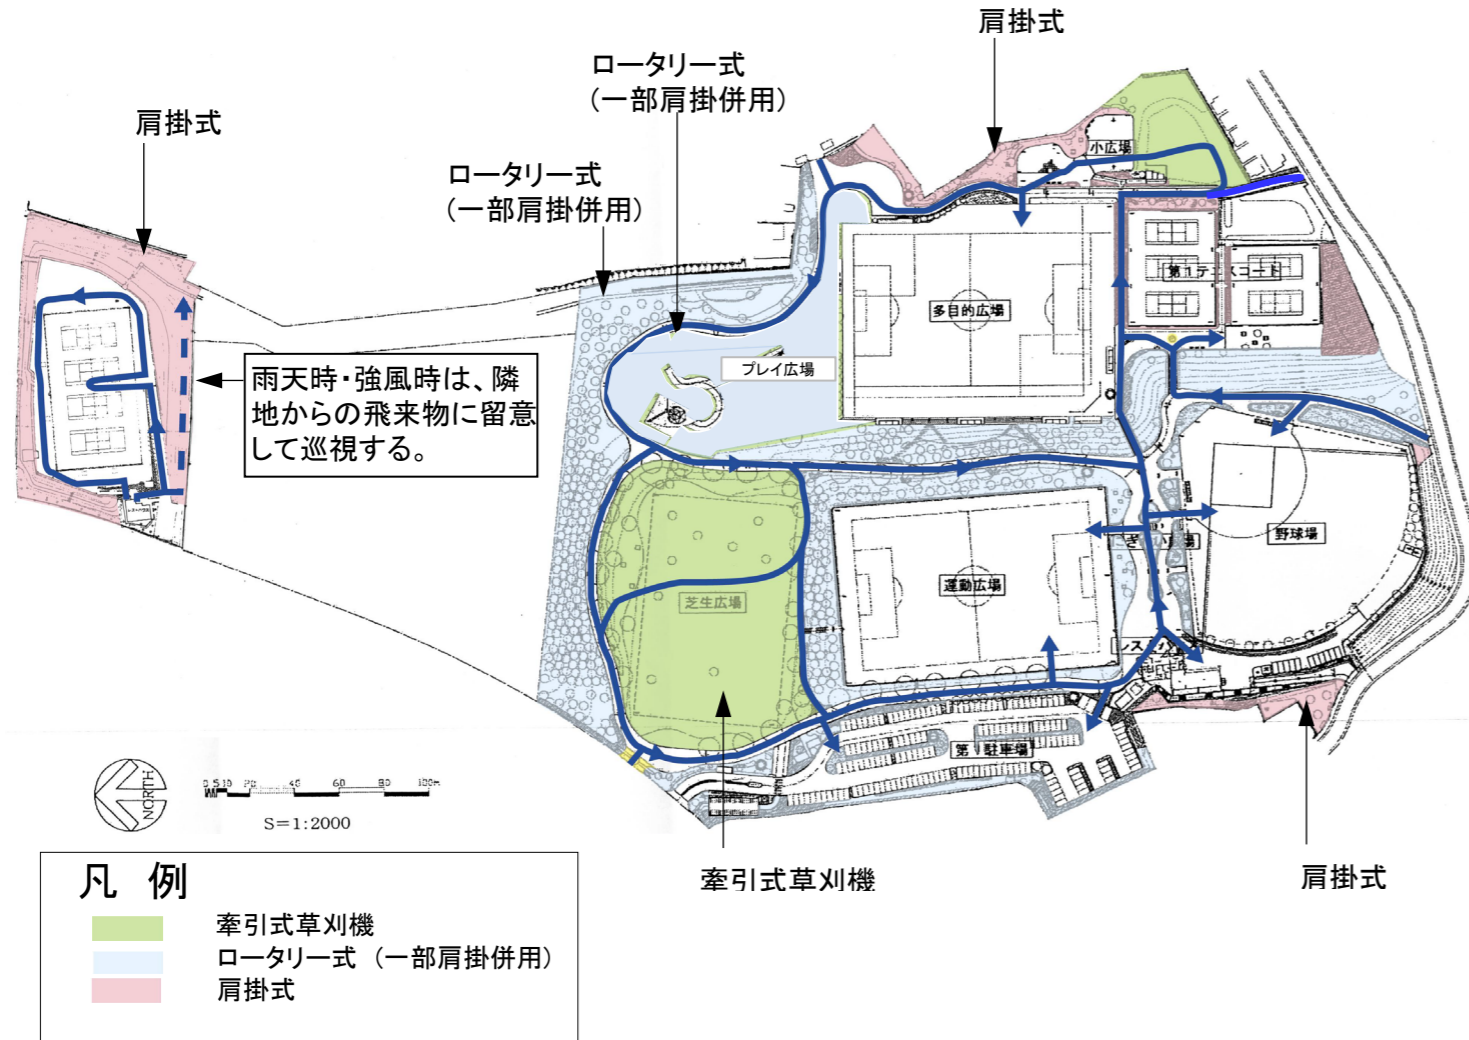 肩掛式
ロータリー式
（一部肩掛併用）
肩掛式
ロータリー式
（一部肩掛併用）
小広場
第1テニスコート
多目的広場
プレイ広場
雨天時・強風時は、隣
地からの飛来物に留意
して巡視する。
レストハウス
野球場
運動広場
芝生広場
第1駐車場
NORTH
S=1:2000
牽引式草刈機
肩掛式
凡 例
牽引式草刈機
ロータリー式 （一部肩掛併用）
肩掛式